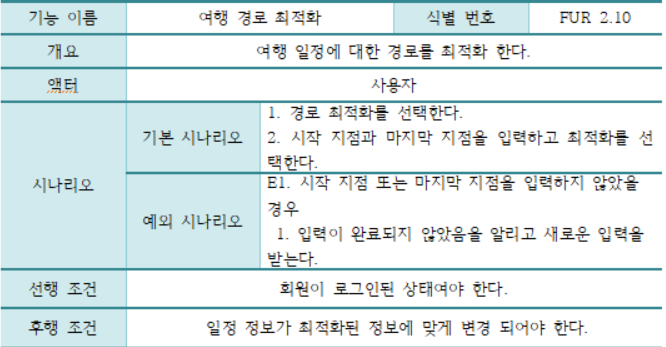 기능 이름 여행 경로 최적화 식별 번호 FUR 2.10
개요 여행 일정에 대한 경로를 최적화 한다.
액터 사용자
시나리오
기본 시나리오
1. 경로 최적화를 선택한다.
2. 시작 지점과 마지막 지점을 입력하고 최적화를 선
택한다.
예외 시나리오
E1. 시작 지점 또는 마지막 지점을 입력하지 않았을
경우
1. 입력이 완료되지 않았음을 알리고 새로운 입력을
받는다.
선행 조건 회원이 로그인된 상태여야 한다.
후행 조건 일정 정보가 최적화된 정보에 맞게 변경 되어야 한다.